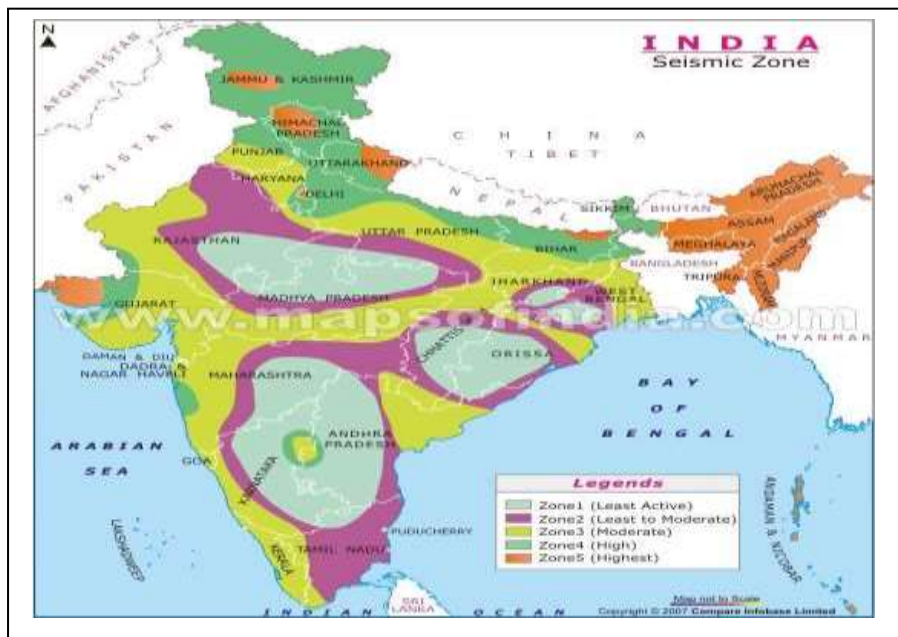 N
INDIA
Seismic Zone
AFGHANISTAN
PAKISTAN
JAMMU & KASHMIR
HIMACHAL
PRADESH
PUNJAB
UTTARAKHAND
HARYANA
DELHI
CHINA
TIBET
NEPAL
SIKKIM
BHUTAN
ARUNACHAL
PRADESH
ASSAM
NAGALAND
MEGHALAYA
MANIPUR
BANGLADESH
TRIPURA
MIZORAM
RAJASTHAN
UTTAR PRADESH
BIHAR
JHARKHAND
WEST
BENGAL
GUJARAT
MADHYA PRADESH
www.mapsofindia.com
MYANMAR
DAMAN & DIU
DADRA &
NAGAR HAVELI
MAHARASHTRA
CHHATTIS
ORISSA
BAY
OF
BENGAL
ARABIAN
SEA
GOA
ANDHRA
PRADESH
KARNATAKA
PUDUCHERRY
TAMIL NADU
KERALA
LAKSHADWEEP
SRI
LANKA
INDIAN OCEAN
ANDAMAN & NICOBAR
Legends
Zone1 (Least Active)
Zone2 (Least to Moderate)
Zone3 (Moderate)
Zone4 (High)
Zone5 (Highest)
Map not to Scale
Copyright © 2007 Compare Infobase Limited